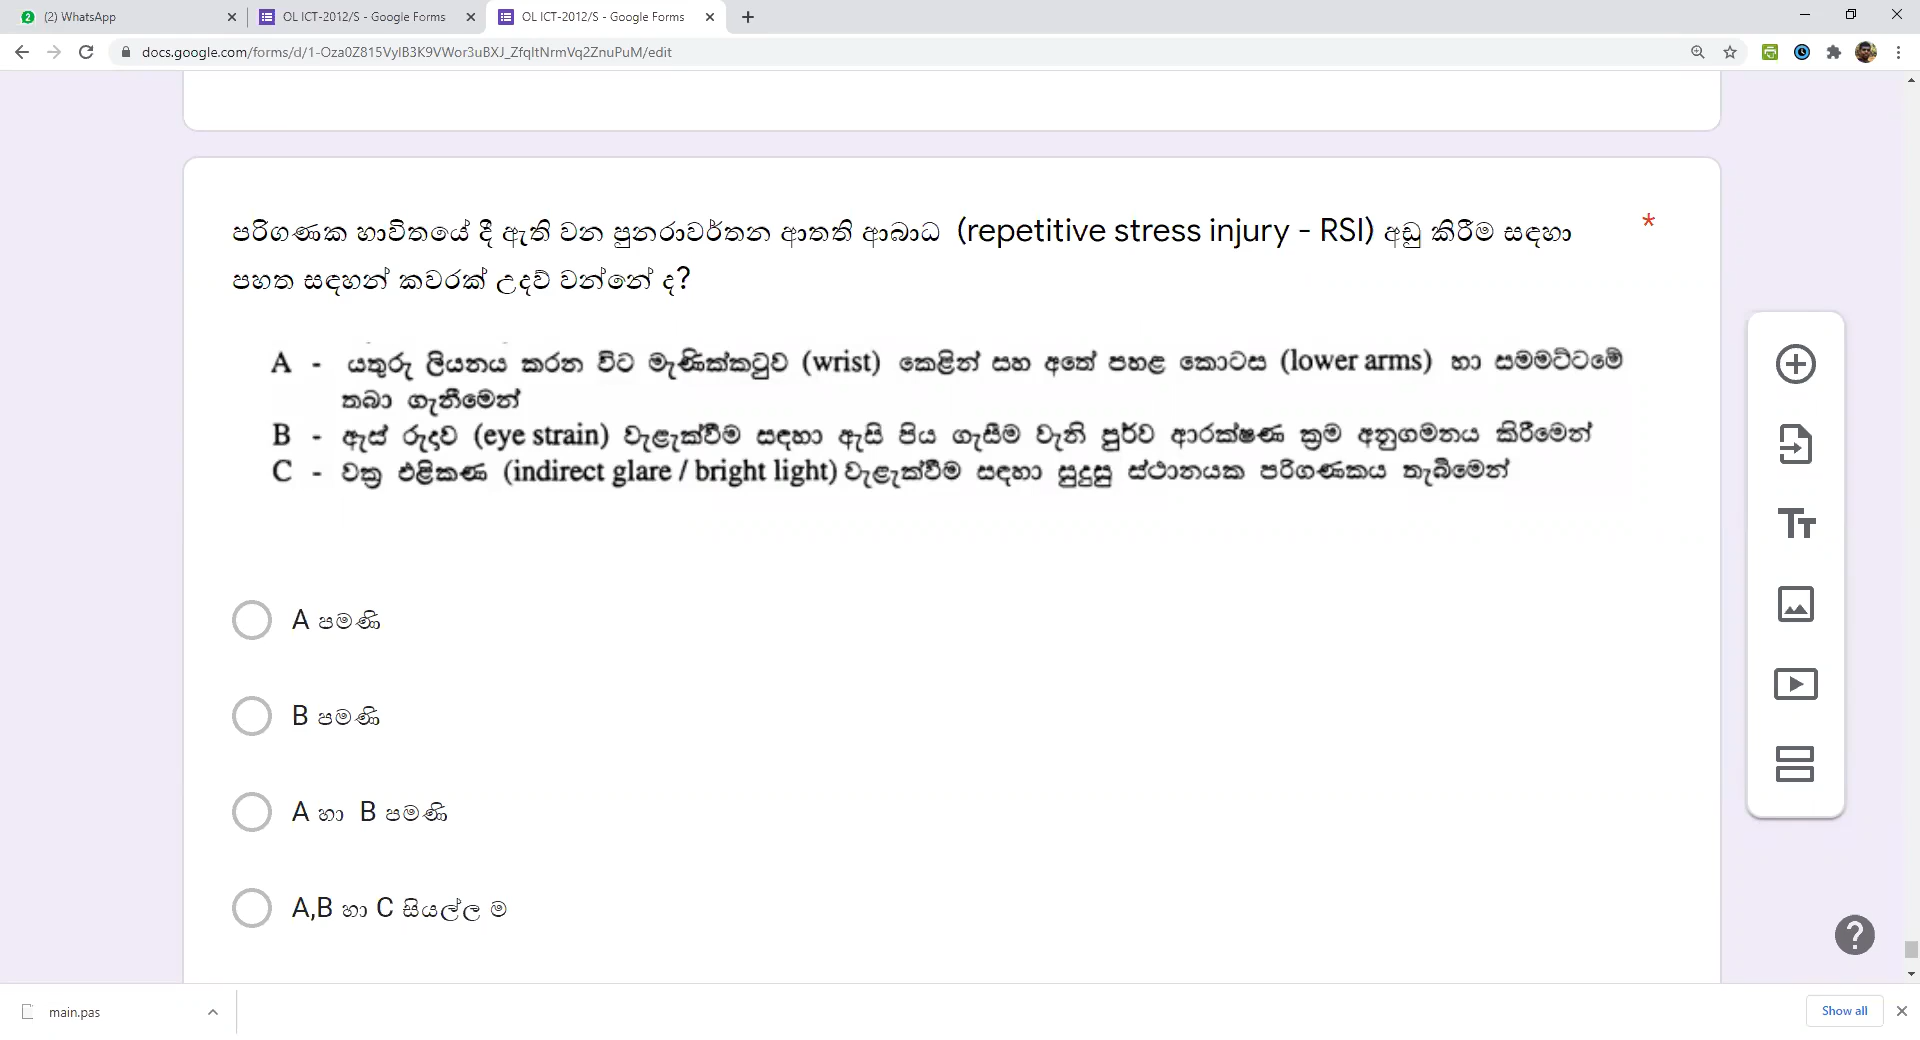 (2) WhatsApp
OL ICT-2012/S - Google Forms
OL ICT-2012/S - Google Forms
docs.google.com/forms/d/1-Oza0Z815VyIB3K9VWor3uBXJ_ZfqItNrmVq2ZnuPuM/edit
පරිගණක භාවිතයේ දී ඇති වන පුනරාවර්තන ආතති ආබාධ (repetitive stress injury - RSI) අඩු කිරීම සඳහා *
පහත සඳහන් කවරක් උදව් වන්නේ ද?
A - යතුරු ලියනය කරන විට මැණික්කටුව (wrist) කෙළින් සහ අතේ පහළ කොටස (lower arms) හා සමමට්ටමේ
තබා ගැනීමෙන්
B - ඇස් රුදාව (eye strain) වැළැක්වීම සඳහා ඇසි පිය ගැසීම වැනි පූර්ව ආරක්ෂණ ක්‍රම අනුගමනය කිරීමෙන්
C - වක්‍ර එළිකණ (indirect glare / bright light) වැළැක්වීම සඳහා සුදුසු ස්ථානයක පරිගණකය තැබීමෙන්
A පමණි
B පමණි
A හා B පමණි
A,B හා C සියල්ල ම
main.pas
Show all